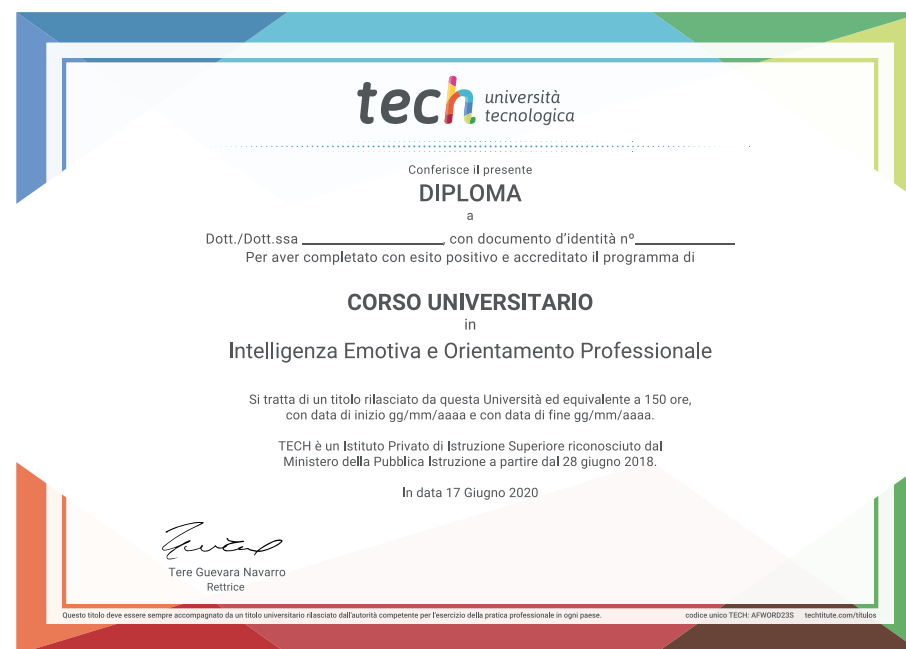 tech università
tecnologica
Conferisce il presente
DIPLOMA
a
Dott./Dott.ssa ____________________, con documento d'identità nº______________
Per aver completato con esito positivo e accreditato il programma di
CORSO UNIVERSITARIO
in
Intelligenza Emotiva e Orientamento Professionale
Si tratta di un titolo rilasciato da questa Università ed equivalente a 150 ore,
con data di inizio gg/mm/aaaa e con data di fine gg/mm/aaaa.
TECH è un Istituto Privato di Istruzione Superiore riconosciuto dal
Ministero della Pubblica Istruzione a partire dal 28 giugno 2018.
In data 17 Giugno 2020
Tere Guevara Navarro
Rettrice
Questo titolo deve essere sempre accompagnato da un titolo universitario rilasciato dall'autorità competente per l'esercizio della pratica professionale in ogni paese. codice unico TECH: AFWORD23S techtitute.com/titulos